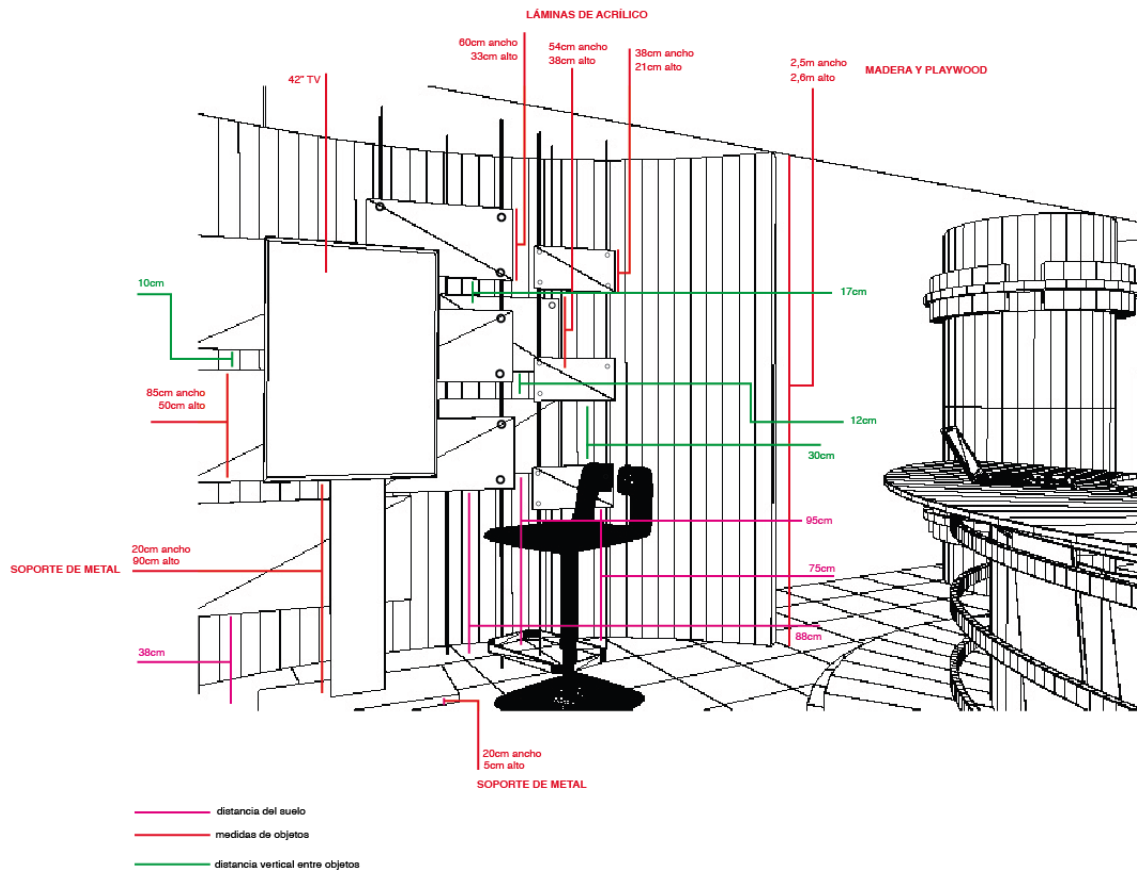 LÁMINAS DE ACRÍLICO
60cm ancho
33cm alto
54cm ancho
38cm alto
38cm ancho
21cm alto
2,5m ancho
2,6m alto
MADERA Y PLAYWOOD
42" TV
10cm
17cm
85cm ancho
50cm alto
12cm
30cm
95cm
20cm ancho
90cm alto
SOPORTE DE METAL
75cm
88cm
38cm
20cm ancho
5cm alto
SOPORTE DE METAL
distancia del suelo
medidas de objetos
distancia vertical entre objetos